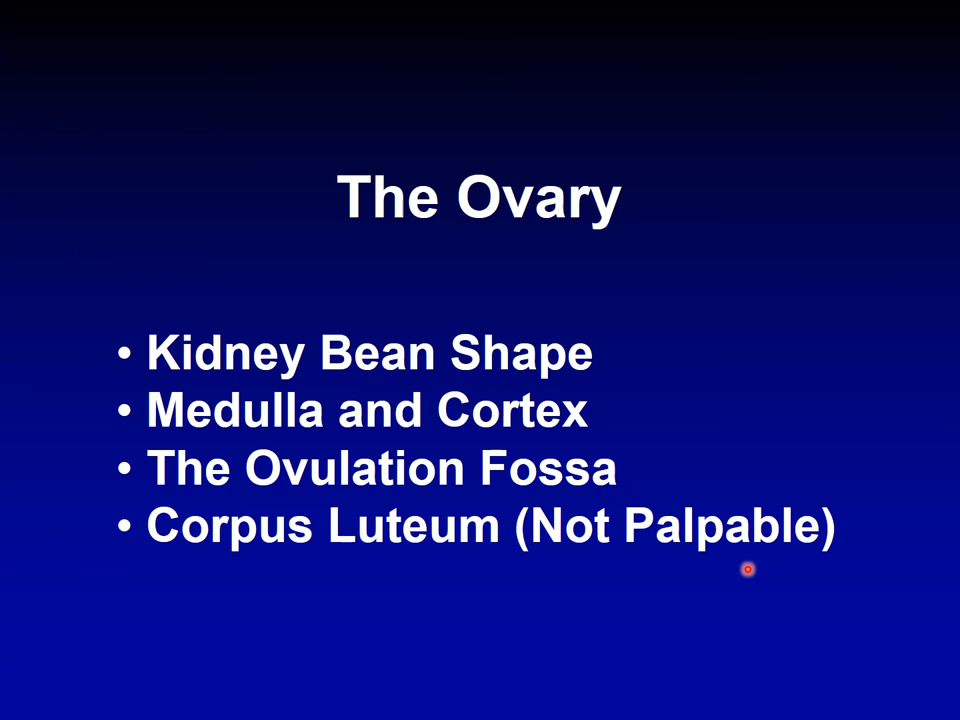 The Ovary
• Kidney Bean Shape
• Medulla and Cortex
• The Ovulation Fossa
• Corpus Luteum (Not Palpable)